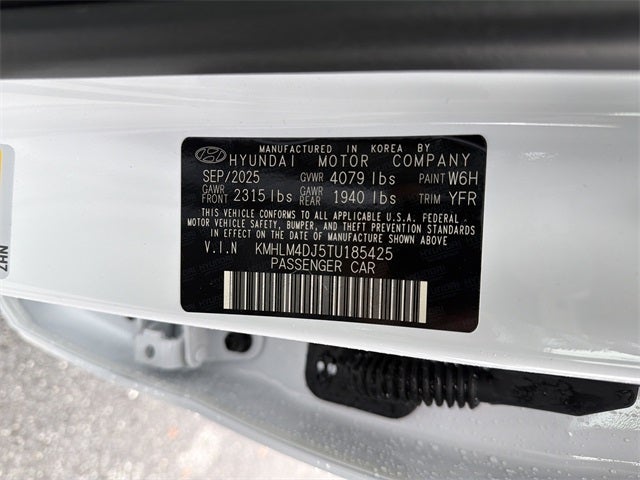 MANUFACTURED IN KOREA BY
HYUNDAI MOTOR COMPANY
SEP/2025 GVWR 4079 lbs PAINT W6H
GAWR FRONT 2315 lbs GAWR REAR 1940 lbs TRIM YFR
THIS VEHICLE CONFORMS TO ALL APPLICABLE U.S.A. FEDERAL
MOTOR VEHICLE SAFETY, BUMPER, AND THEFT PREVENTION STANDARDS
IN EFFECT ON THE DATE OF MANUFACTURE SHOWN ABOVE.
V.I.N KMHLM4DJ5TU185425
PASSENGER CAR
NHZ